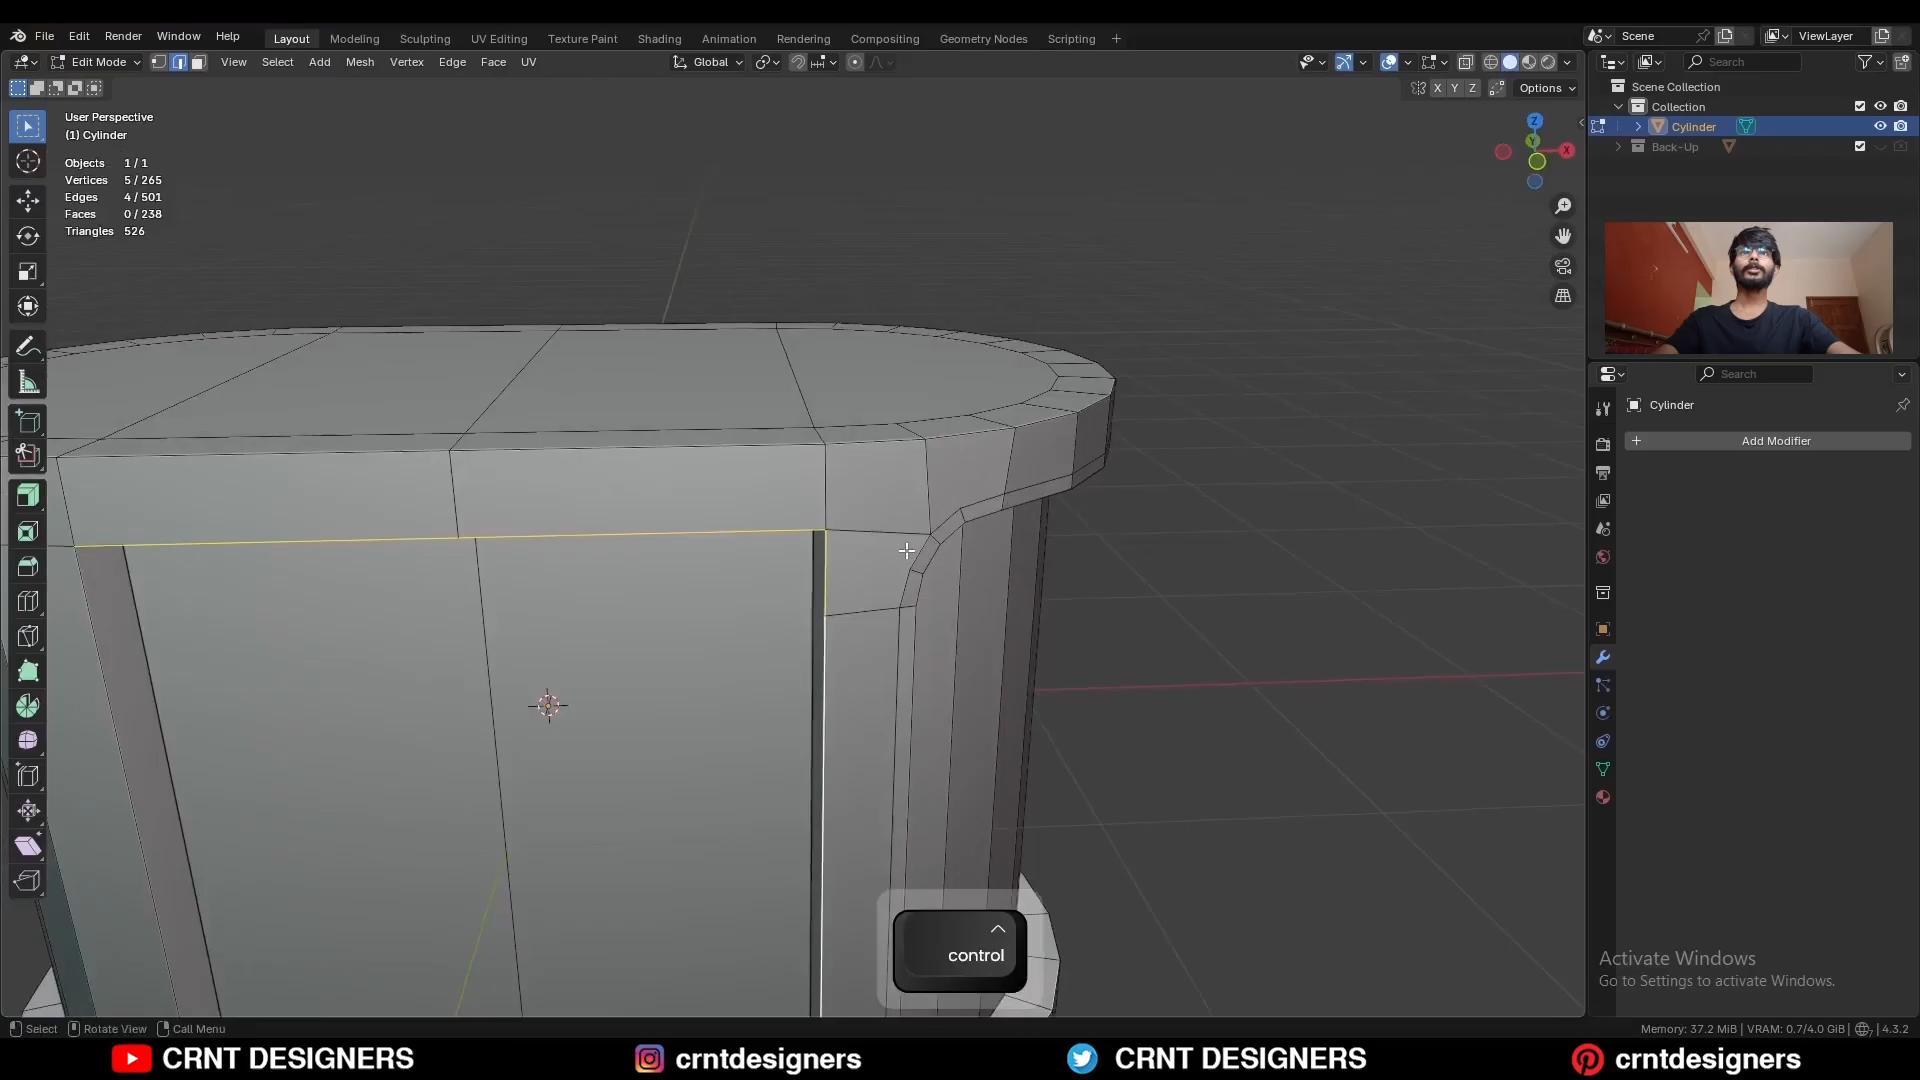 File Edit Render Window Help Layout Modeling Sculpting UV Editing Texture Paint Shading Animation Rendering Compositing Geometry Nodes Scripting + Scene ViewLayer
Edit Mode View Select Add Mesh Vertex Edge Face UV Global Search
X Y Z Options
Scene Collection
Collection
Cylinder
Back-Up
User Perspective
(1) Cylinder
Objects 1 / 1
Vertices 5 / 265
Edges 4 / 501
Faces 0 / 238
Triangles 526
Z
Y
X
Search
Cylinder
+ Add Modifier
control
Activate Windows
Go to Settings to activate Windows.
Select Rotate View Call Menu Memory: 37.2 MiB | VRAM: 0.7/4.0 GiB | 4.3.2
CRNT DESIGNERS crntdesigners CRNT DESIGNERS crntdesigners